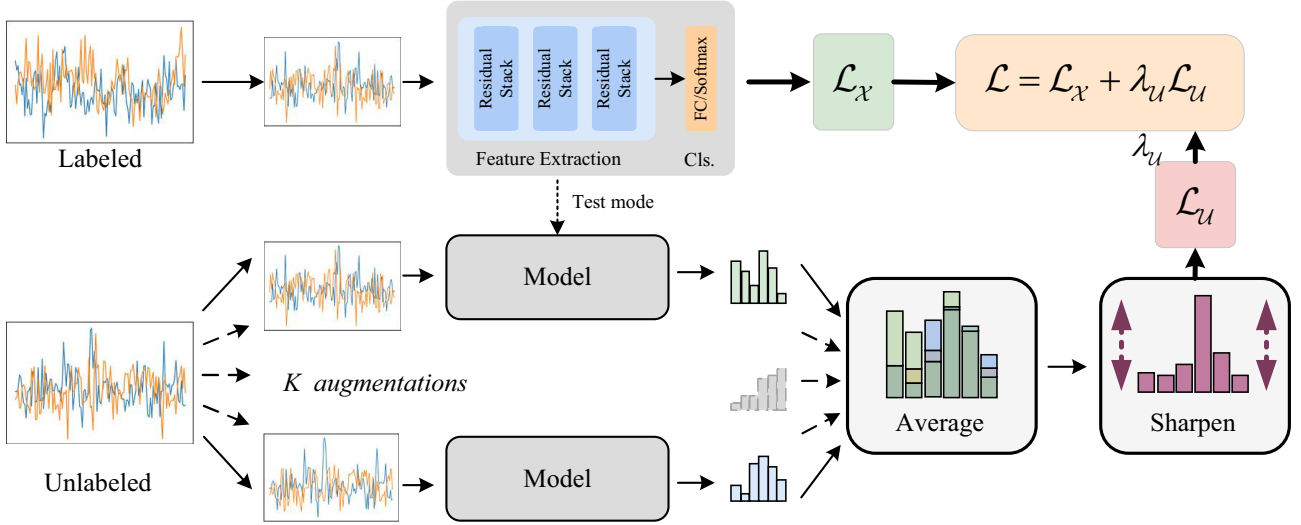 Residual Stack
Residual Stack
Residual Stack
FC/Softmax
Feature Extraction
Cls.
Labeled
ℒ𝒳
ℒ = ℒ𝒳 + λ𝒰ℒ𝒰
λ𝒰
ℒ𝒰
Test mode
Model
K augmentations
Unlabeled
Model
Average
Sharpen